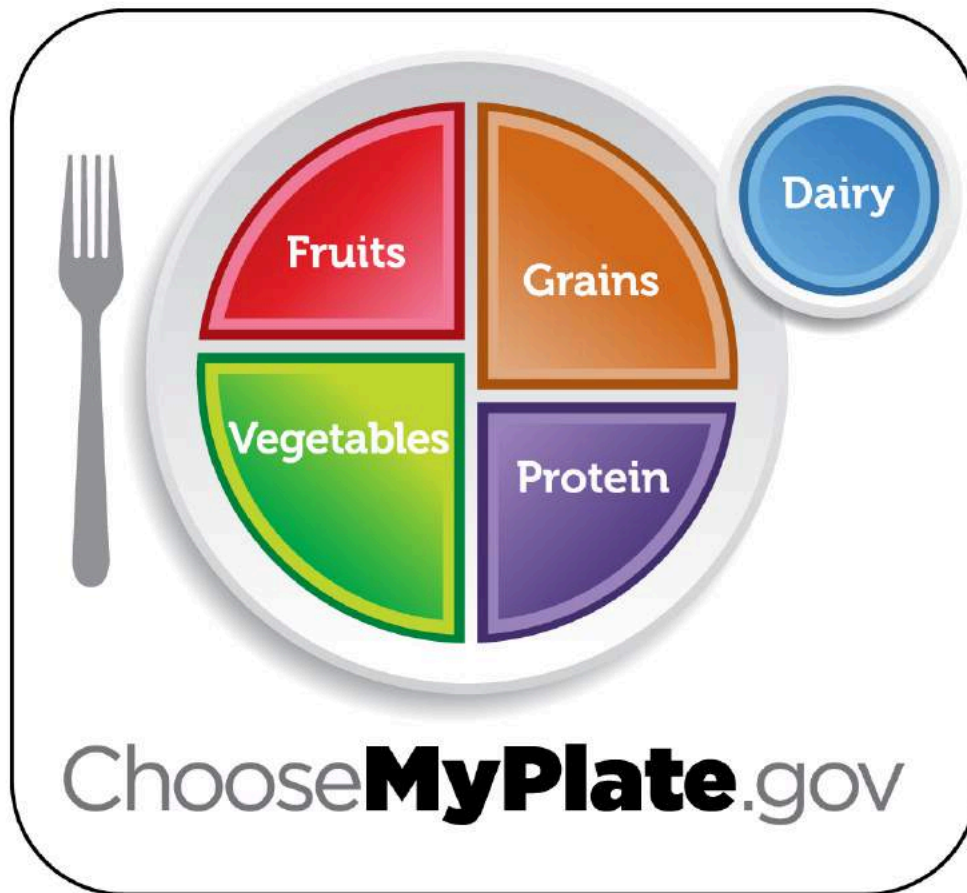 Fruits
Grains
Dairy
Vegetables
Protein
ChooseMyPlate.gov